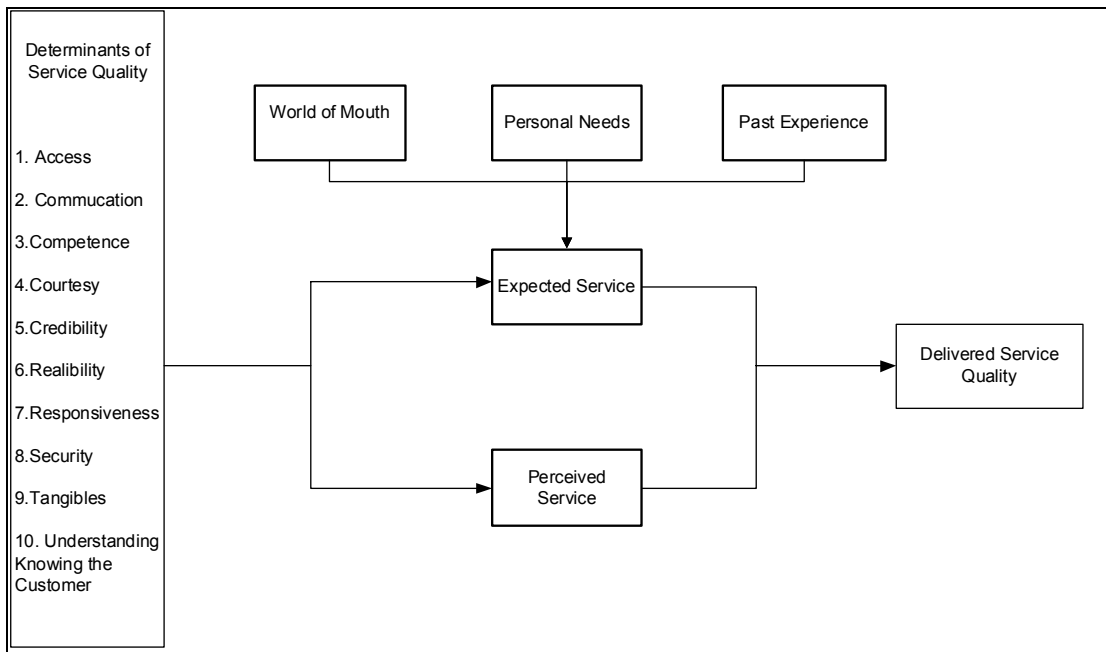 Determinants of
Service Quality
1. Access
2. Commucation
3.Competence
4.Courtesy
5.Credibility
6.Realibility
7.Responsiveness
8.Security
9.Tangibles
10. Understanding
Knowing the
Customer
World of Mouth
Personal Needs
Past Experience
Expected Service
Perceived
Service
Delivered Service
Quality